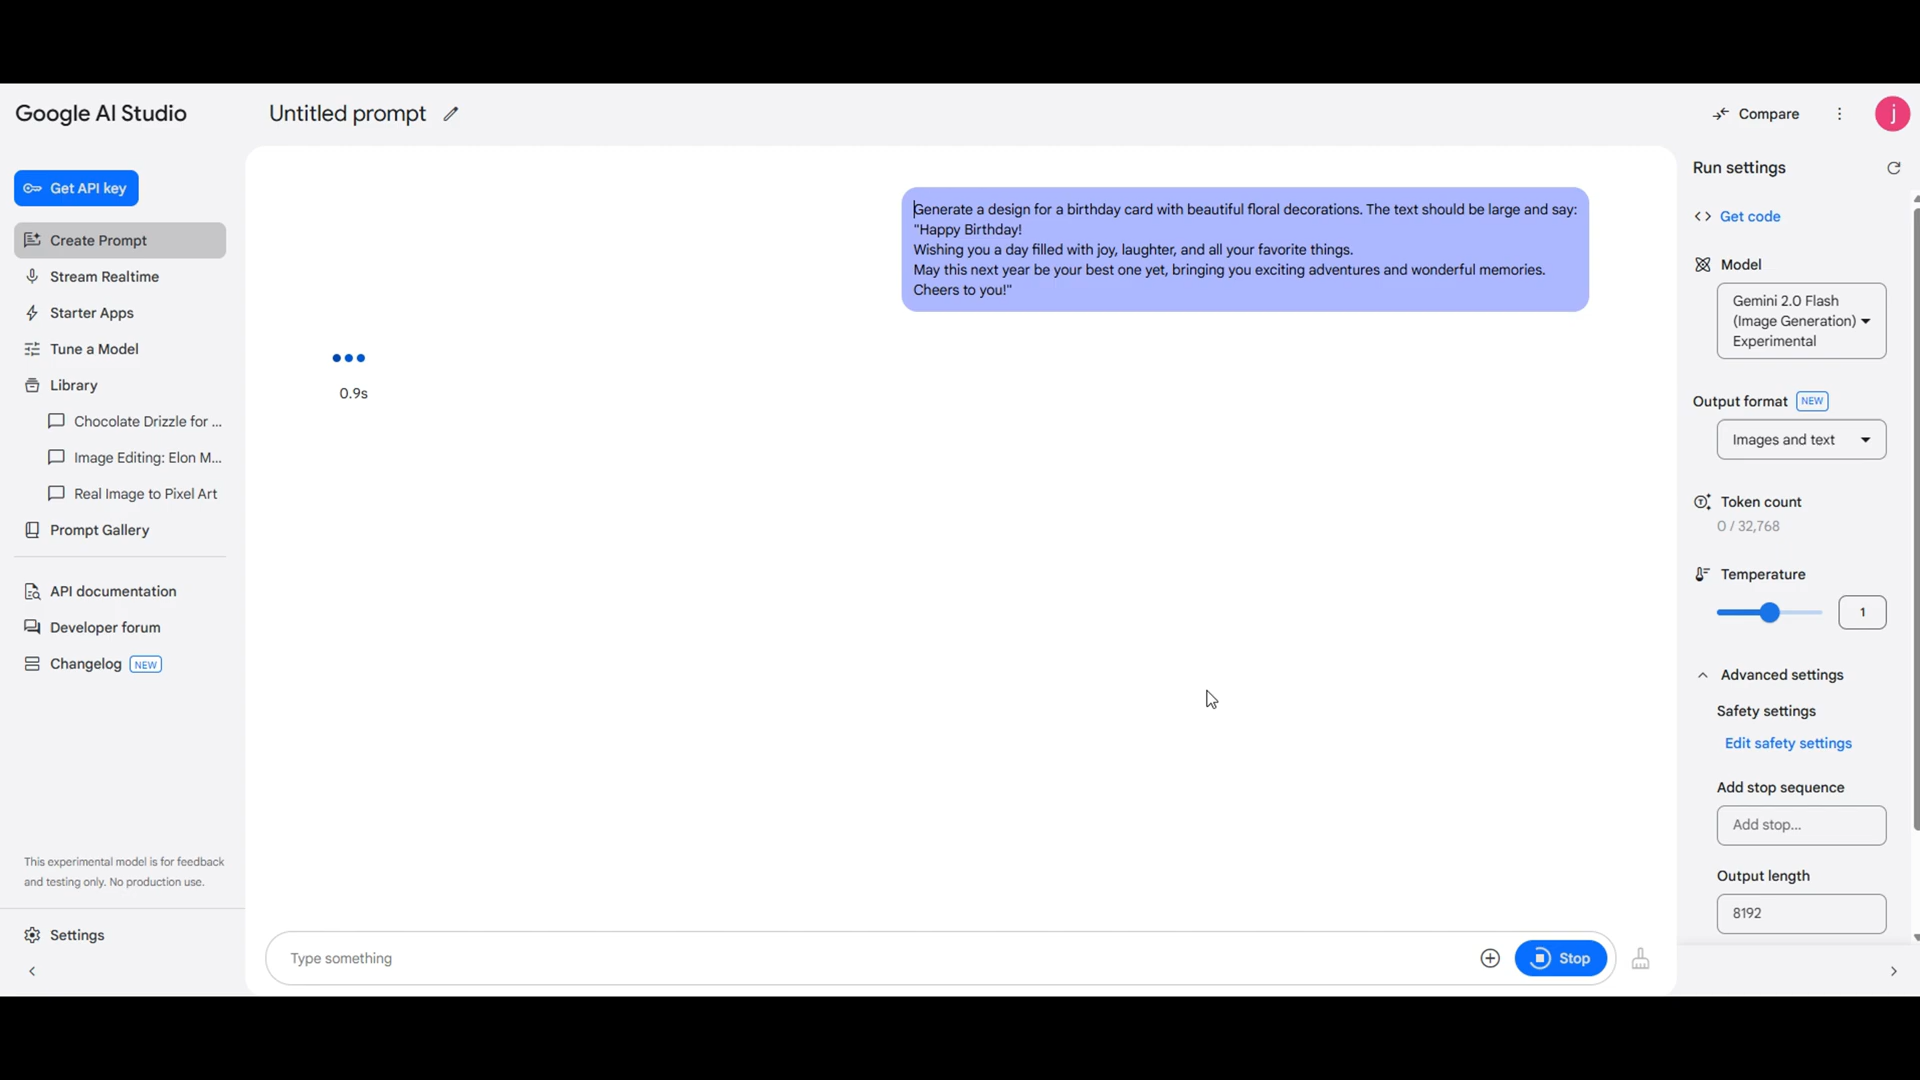 Google AI Studio
Untitled prompt
Compare
j
Get API key
Create Prompt
Stream Realtime
Starter Apps
Tune a Model
Library
Chocolate Drizzle for ...
Image Editing: Elon M...
Real Image to Pixel Art
Prompt Gallery
API documentation
Developer forum
Changelog NEW
This experimental model is for feedback
and testing only. No production use.
Settings
Generate a design for a birthday card with beautiful floral decorations. The text should be large and say:
"Happy Birthday!
Wishing you a day filled with joy, laughter, and all your favorite things.
May this next year be your best one yet, bringing you exciting adventures and wonderful memories.
Cheers to you!"
0.9s
Type something
Stop
Run settings
Get code
Model
Gemini 2.0 Flash
(Image Generation)
Experimental
Output format NEW
Images and text
Token count
0 / 32,768
Temperature
1
Advanced settings
Safety settings
Edit safety settings
Add stop sequence
Add stop...
Output length
8192